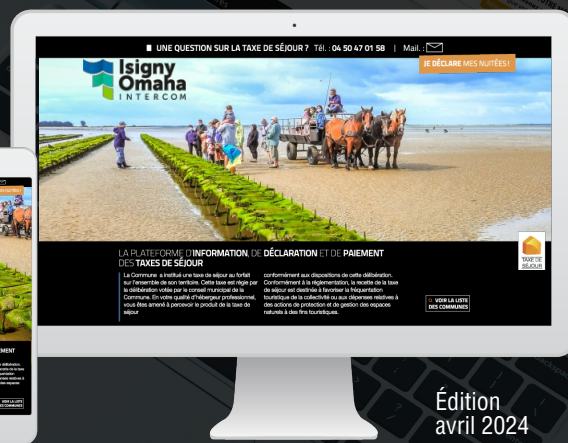 UNE QUESTION SUR LA TAXE DE SÉJOUR ? Tél. : 04 50 47 01 58 | Mail. :
JE DÉCLARE MES NUITÉES !
Isigny
Omaha
INTERCOM
LA PLATEFORME D'INFORMATION, DE DÉCLARATION ET DE PAIEMENT
DES TAXES DE SÉJOUR
La Commune a institué une taxe de séjour au forfait
sur l'ensemble de son territoire. Cette taxe est régie par
la délibération votée par le conseil municipal de la
Commune. En votre qualité d'hébergeur professionnel,
vous êtes amené à percevoir le produit de la taxe de
séjour
conformément aux dispositions de cette délibération.
Conformément à la règlementation, la recette de la taxe
de séjour est destinée à favoriser la fréquentation
touristique de la collectivité ou aux dépenses relatives à
des actions de protection et de gestion des espaces
naturels à des fins touristiques.
TAXE DE
SÉJOUR
VOIR LA LISTE
DES COMMUNES
Édition
avril 2024